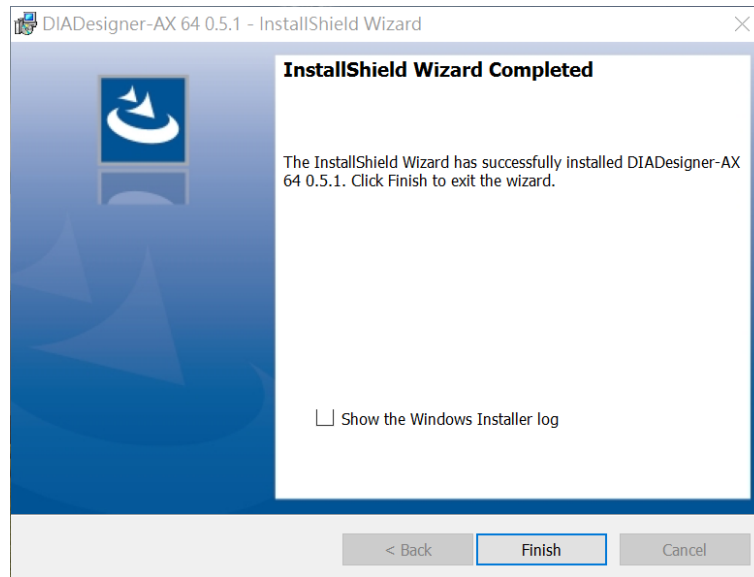 DIADesigner-AX 64 0.5.1 - InstallShield Wizard
InstallShield Wizard Completed
The InstallShield Wizard has successfully installed DIADesigner-AX
64 0.5.1. Click Finish to exit the wizard.
Show the Windows Installer log
< Back Finish Cancel